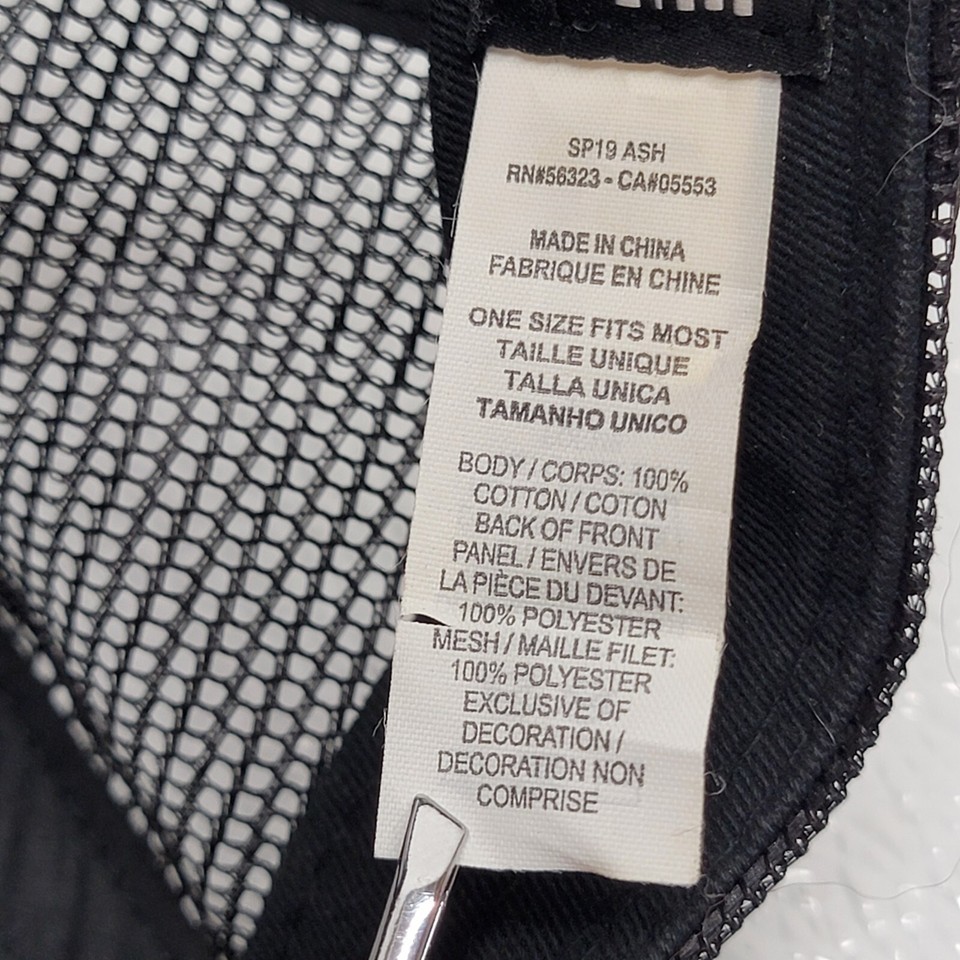 SP19 ASH
RN#56323 - CA#05553
MADE IN CHINA
FABRIQUE EN CHINE
ONE SIZE FITS MOST
TAILLE UNIQUE
TALLA UNICA
TAMANHO UNICO
BODY / CORPS: 100%
COTTON / COTON
BACK OF FRONT
PANEL / ENVERS DE
LA PIÈCE DU DEVANT:
100% POLYESTER
MESH / MAILLE FILET:
100% POLYESTER
EXCLUSIVE OF
DECORATION /
DECORATION NON
COMPRISE